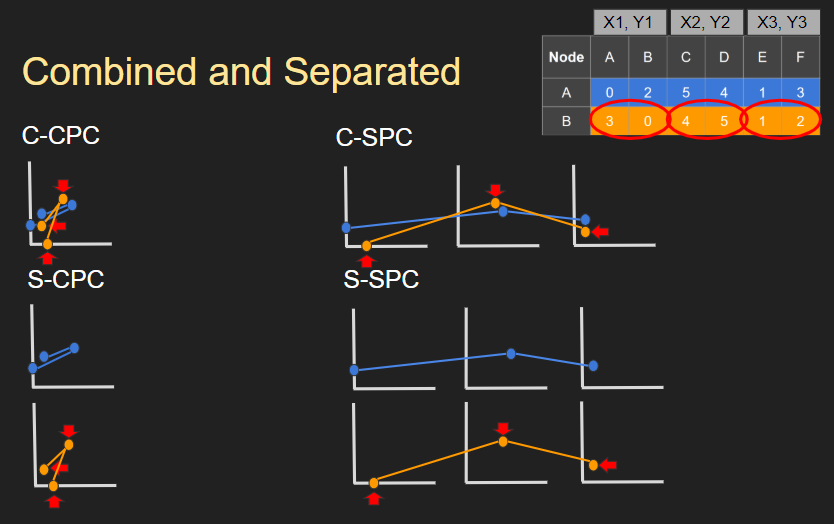 X1, Y1 X2, Y2 X3, Y3
Combined and Separated
Node A B C D E F
A 0 2 5 4 1 3
B 3 0 4 5 1 2
C-CPC
C-SPC
S-CPC
S-SPC